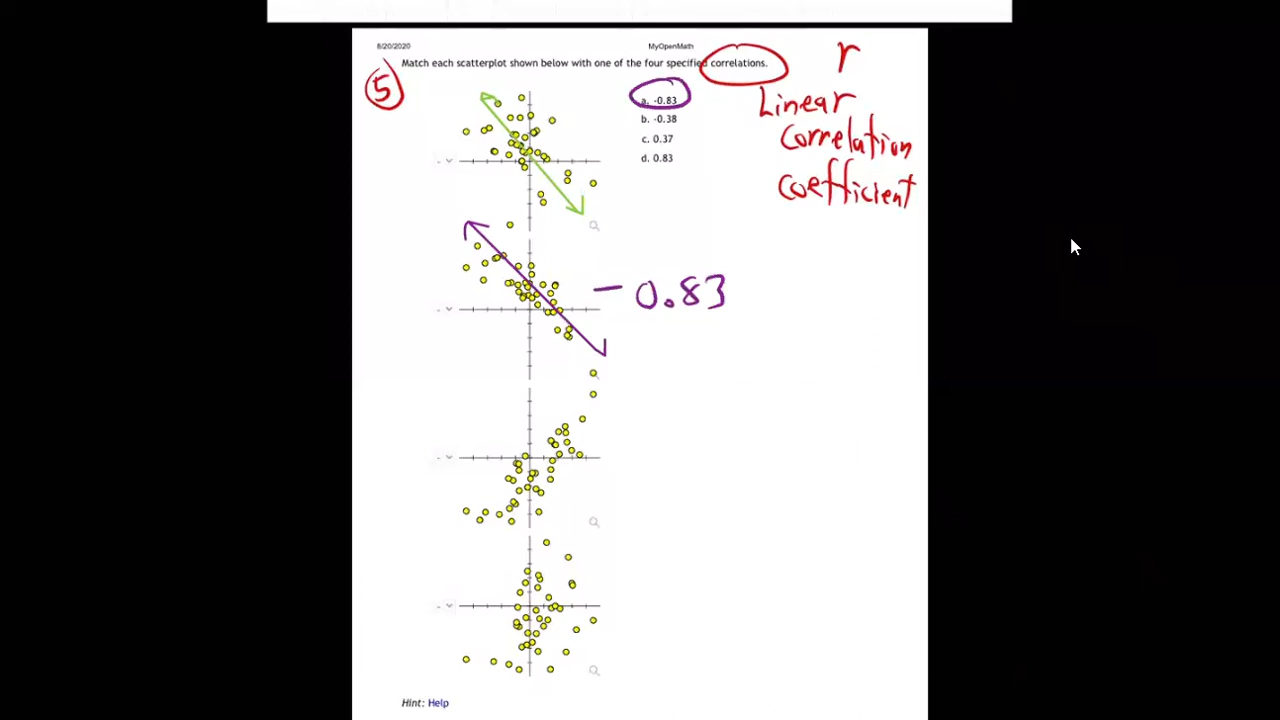 8/20/2020
MyOpenMath
Match each scatterplot shown below with one of the four specified correlations.
5
r
Linear
correlation
coefficient
a. -0.83
b. -0.38
c. 0.37
d. 0.83
-0.83
Hint: Help